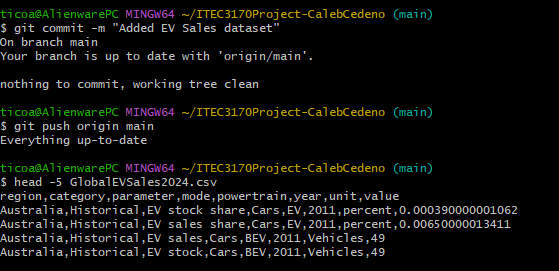 ticoa@AlienwarePC MINGW64 ~/ITEC3170Project-CalebCedeno (main)
$ git commit -m "Added EV Sales dataset"
On branch main
Your branch is up to date with 'origin/main'.
nothing to commit, working tree clean
ticoa@AlienwarePC MINGW64 ~/ITEC3170Project-CalebCedeno (main)
$ git push origin main
Everything up-to-date
ticoa@AlienwarePC MINGW64 ~/ITEC3170Project-CalebCedeno (main)
$ head -5 GlobalEVSales2024.csv
region,category,parameter,mode,powertrain,year,unit,value
Australia,Historical,EV stock share,Cars,EV,2011,percent,0.000390000001062
Australia,Historical,EV sales share,Cars,EV,2011,percent,0.00650000013411
Australia,Historical,EV sales,Cars,BEV,2011,Vehicles,49
Australia,Historical,EV stock,Cars,BEV,2011,Vehicles,49